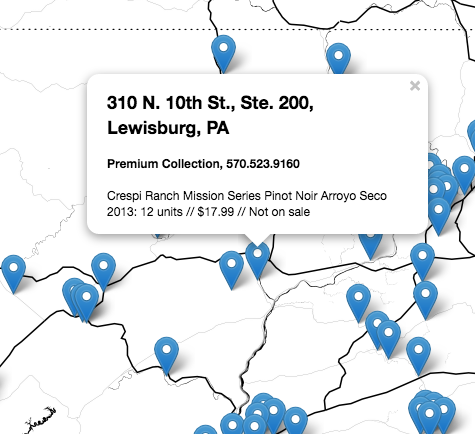 310 N. 10th St., Ste. 200,
Lewisburg, PA
Premium Collection, 570.523.9160
Crespi Ranch Mission Series Pinot Noir Arroyo Seco
2013: 12 units // $17.99 // Not on sale